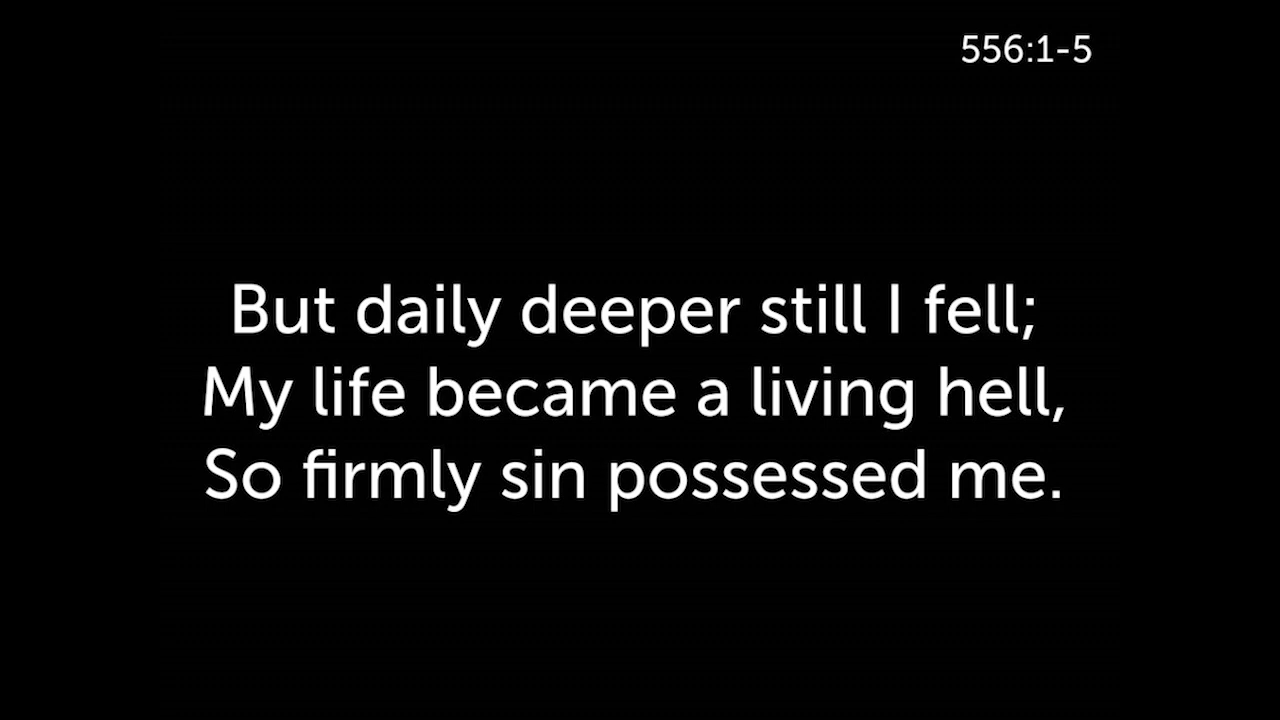 556:1-5
But daily deeper still I fell;
My life became a living hell,
So firmly sin possessed me.